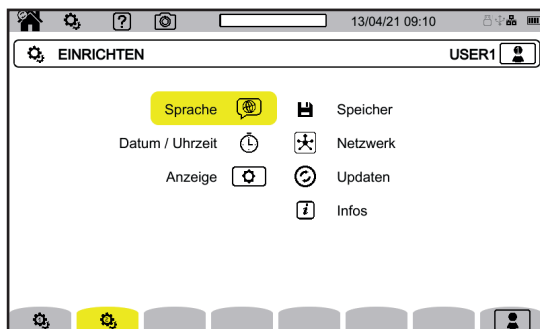 13/04/21 09:10
EINRICHTEN USER1
Sprache Speicher
Datum / Uhrzeit Netzwerk
Anzeige Updaten
Infos